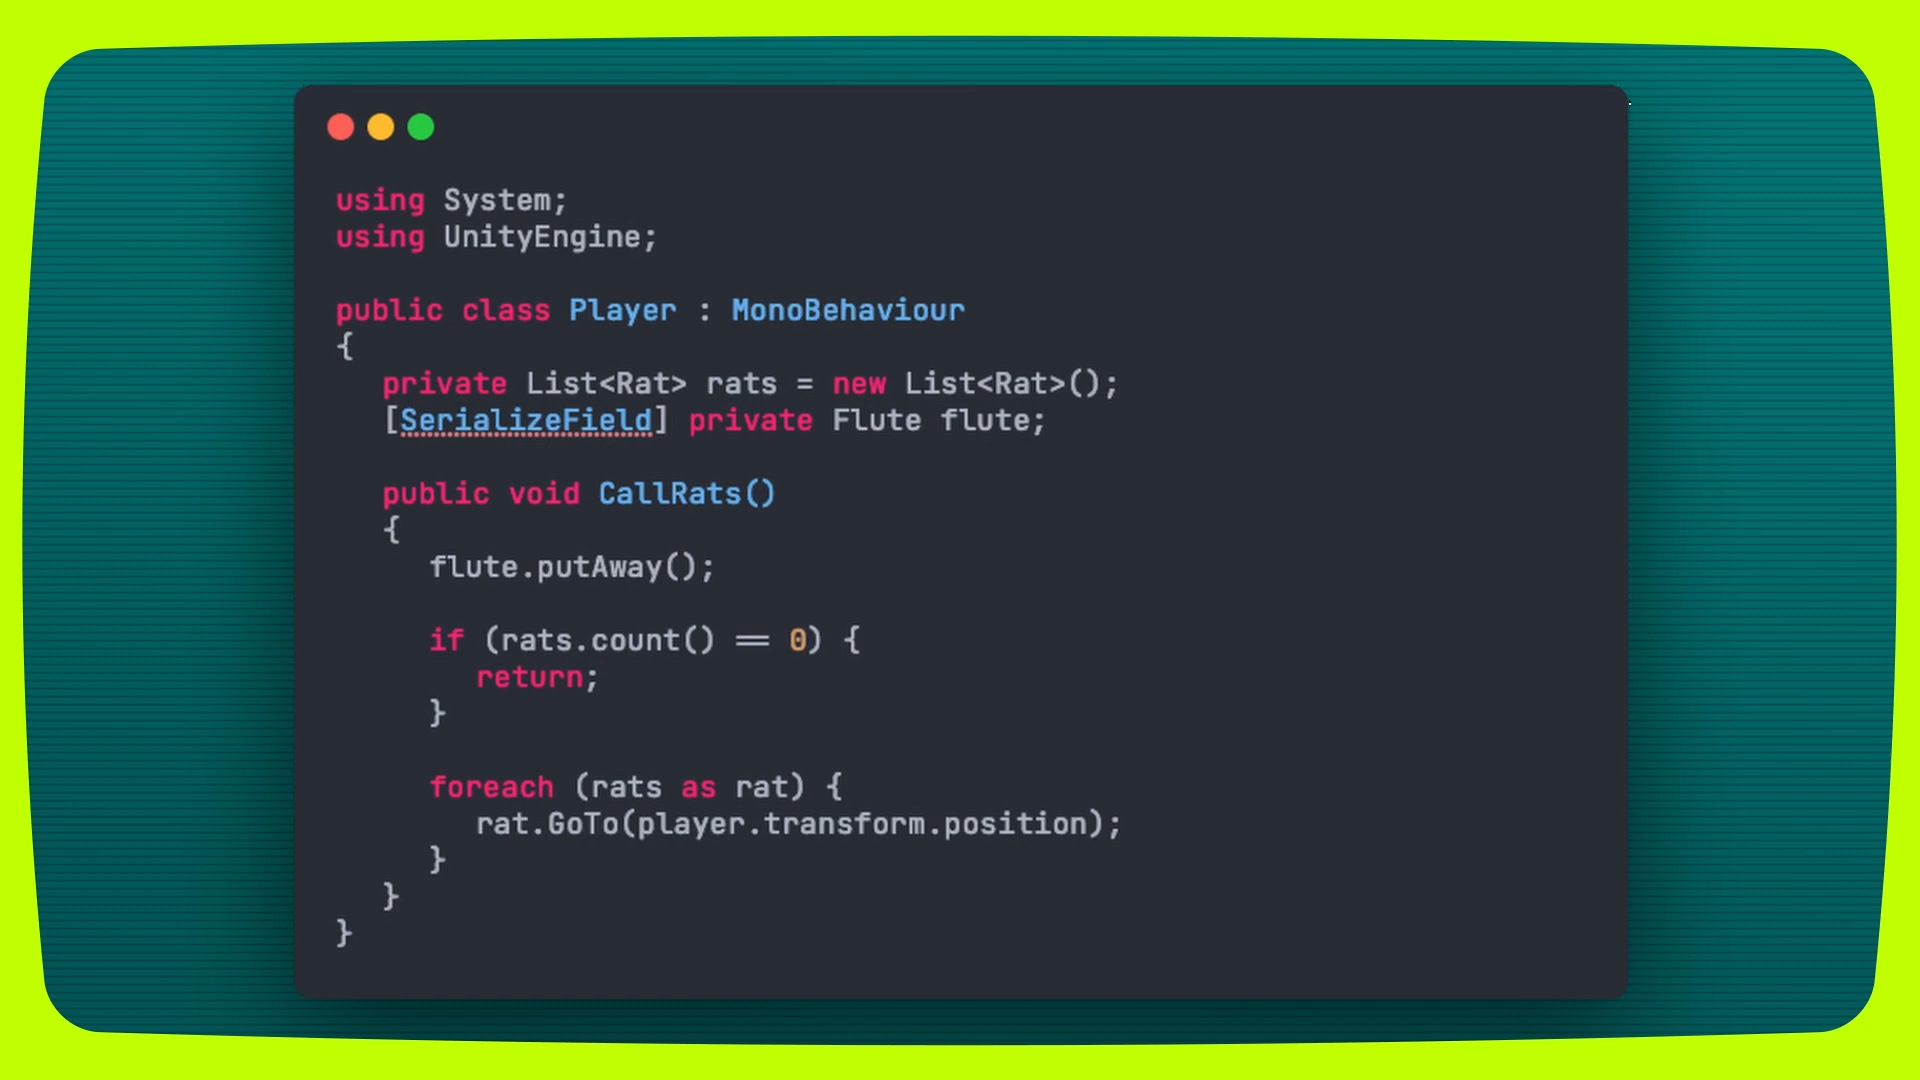 using System;
using UnityEngine;
public class Player : MonoBehaviour
{
private List<Rat> rats = new List<Rat>();
[SerializeField] private Flute flute;
public void CallRats()
{
flute.putAway();
if (rats.count() == 0) {
return;
}
foreach (rats as rat) {
rat.GoTo(player.transform.position);
}
}
}